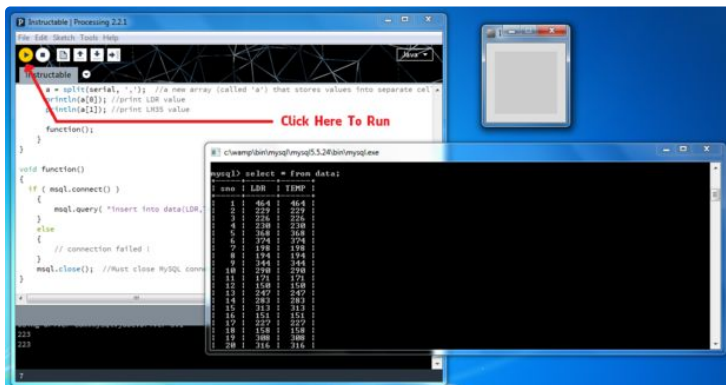 Instructable | Processing 2.2.1
File Edit Sketch Tools Help
Java
Instructable
a = split(serial, ','); //a new array (called 'a') that stores values into separate cel
println(a[0]); //print LDR value
println(a[1]); //print LM35 value
function();
}
}
Click Here To Run
void function()
{
if ( msql.connect() )
{
msql.query( "insert into data(LDR,
}
else
{
// connection failed !
}
msql.close(); //Must close MySQL conne
}
223
223
7
c:\wamp\bin\mysql\mysql5.5.24\bin\mysql.exe
mysql> select * from data;
sno | LDR | TEMP |
1 | 464 | 464 |
2 | 229 | 229 |
3 | 226 | 226 |
4 | 230 | 230 |
5 | 368 | 368 |
6 | 374 | 374 |
7 | 198 | 198 |
8 | 194 | 194 |
9 | 344 | 344 |
10 | 290 | 290 |
11 | 171 | 171 |
12 | 150 | 150 |
13 | 247 | 247 |
14 | 283 | 283 |
15 | 313 | 313 |
16 | 151 | 151 |
17 | 227 | 227 |
18 | 158 | 158 |
19 | 308 | 308 |
20 | 316 | 316 |